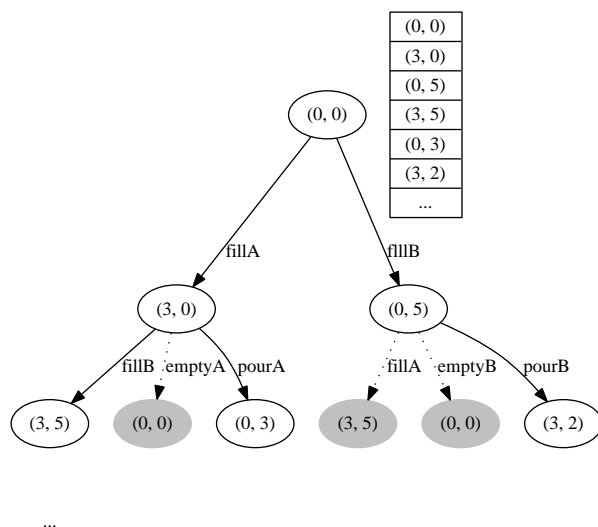 (0, 0)
(3, 0)
(0, 5)
(3, 5)
(0, 3)
(3, 2)
...
(0, 0)
fillA
flllB
(3, 0)
(0, 5)
fillB
emptyA
pourA
fillA
emptyB
pourB
(3, 5)
(0, 0)
(0, 3)
(3, 5)
(0, 0)
(3, 2)
...